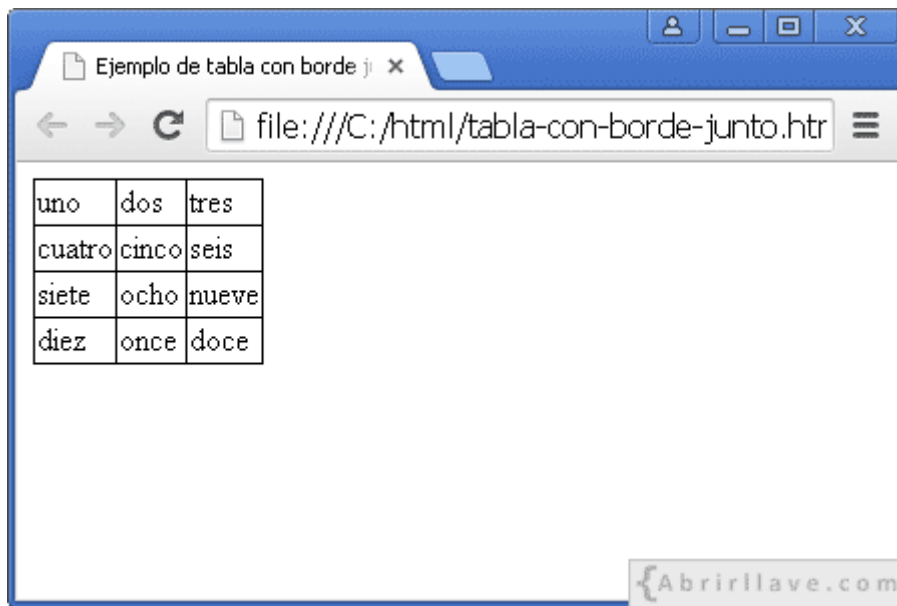 Ejemplo de tabla con borde
file:///C:/html/tabla-con-borde-junto.htr
uno dos tres
cuatro cinco seis
siete ocho nueve
diez once doce
{Abrirllave.com